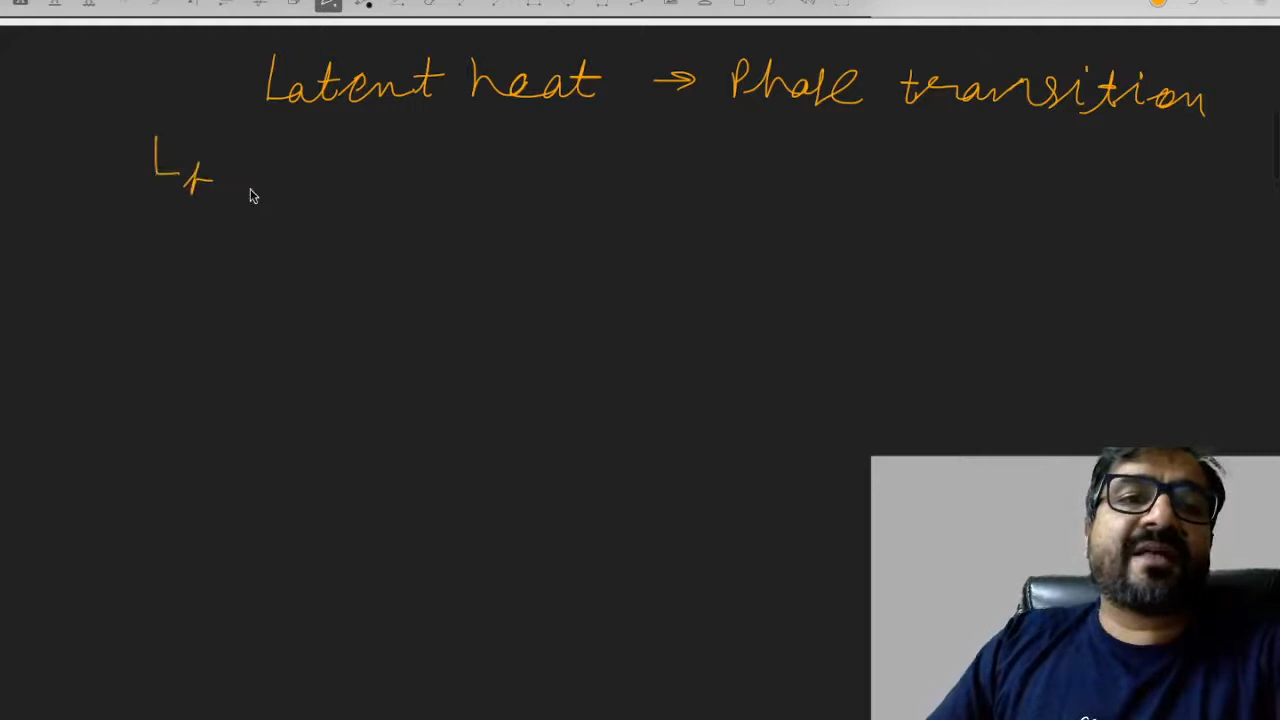 Latent heat → Phase transition
Lf